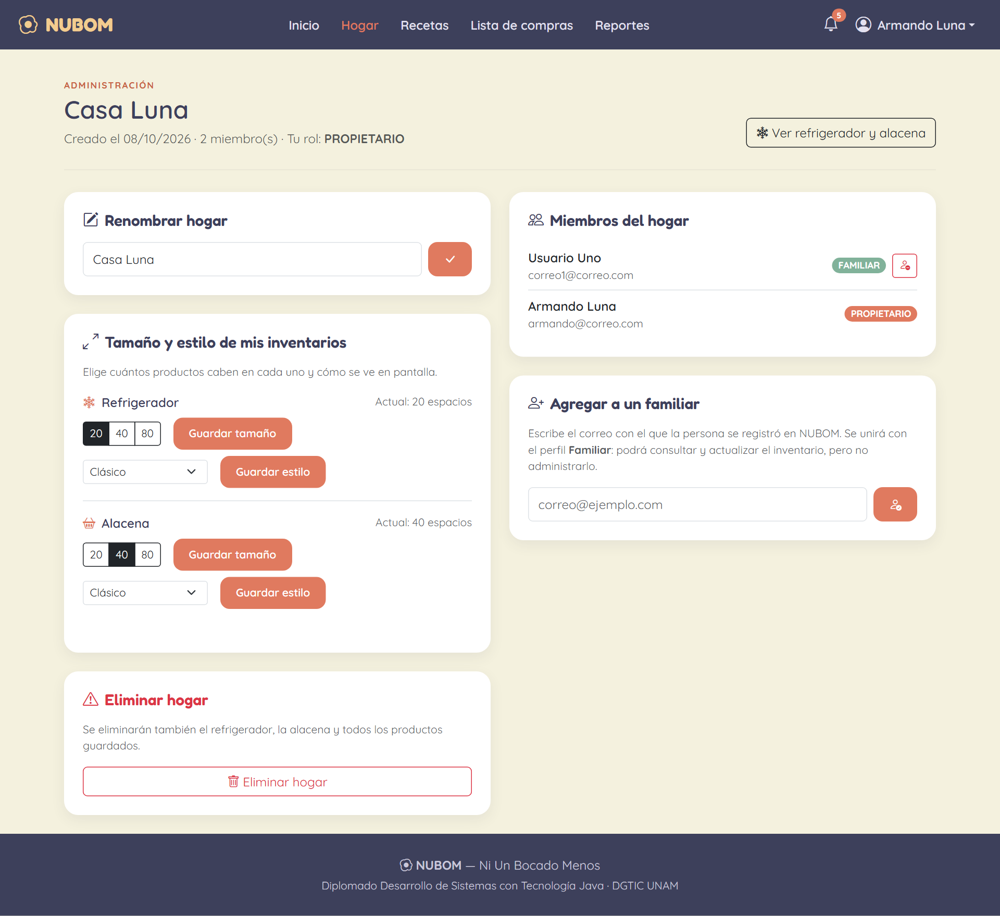 NUBOM
Inicio
Hogar
Recetas
Lista de compras
Reportes
5
Armando Luna
ADMINISTRACIÓN
Casa Luna
Creado el 08/10/2026 · 2 miembro(s) · Tu rol: PROPIETARIO
Ver refrigerador y alacena
Renombrar hogar
Casa Luna
Tamaño y estilo de mis inventarios
Elige cuántos productos caben en cada uno y cómo se ve en pantalla.
Refrigerador
Actual: 20 espacios
20 40 80
Guardar tamaño
Clásico
Guardar estilo
Alacena
Actual: 40 espacios
20 40 80
Guardar tamaño
Clásico
Guardar estilo
Eliminar hogar
Se eliminarán también el refrigerador, la alacena y todos los productos
guardados.
Eliminar hogar
Miembros del hogar
Usuario Uno
correo1@correo.com
FAMILIAR
Armando Luna
armando@correo.com
PROPIETARIO
Agregar a un familiar
Escribe el correo con el que la persona se registró en NUBOM. Se unirá con
el perfil Familiar: podrá consultar y actualizar el inventario, pero no
administrarlo.
correo@ejemplo.com
NUBOM — Ni Un Bocado Menos
Diplomado Desarrollo de Sistemas con Tecnología Java · DGTIC UNAM